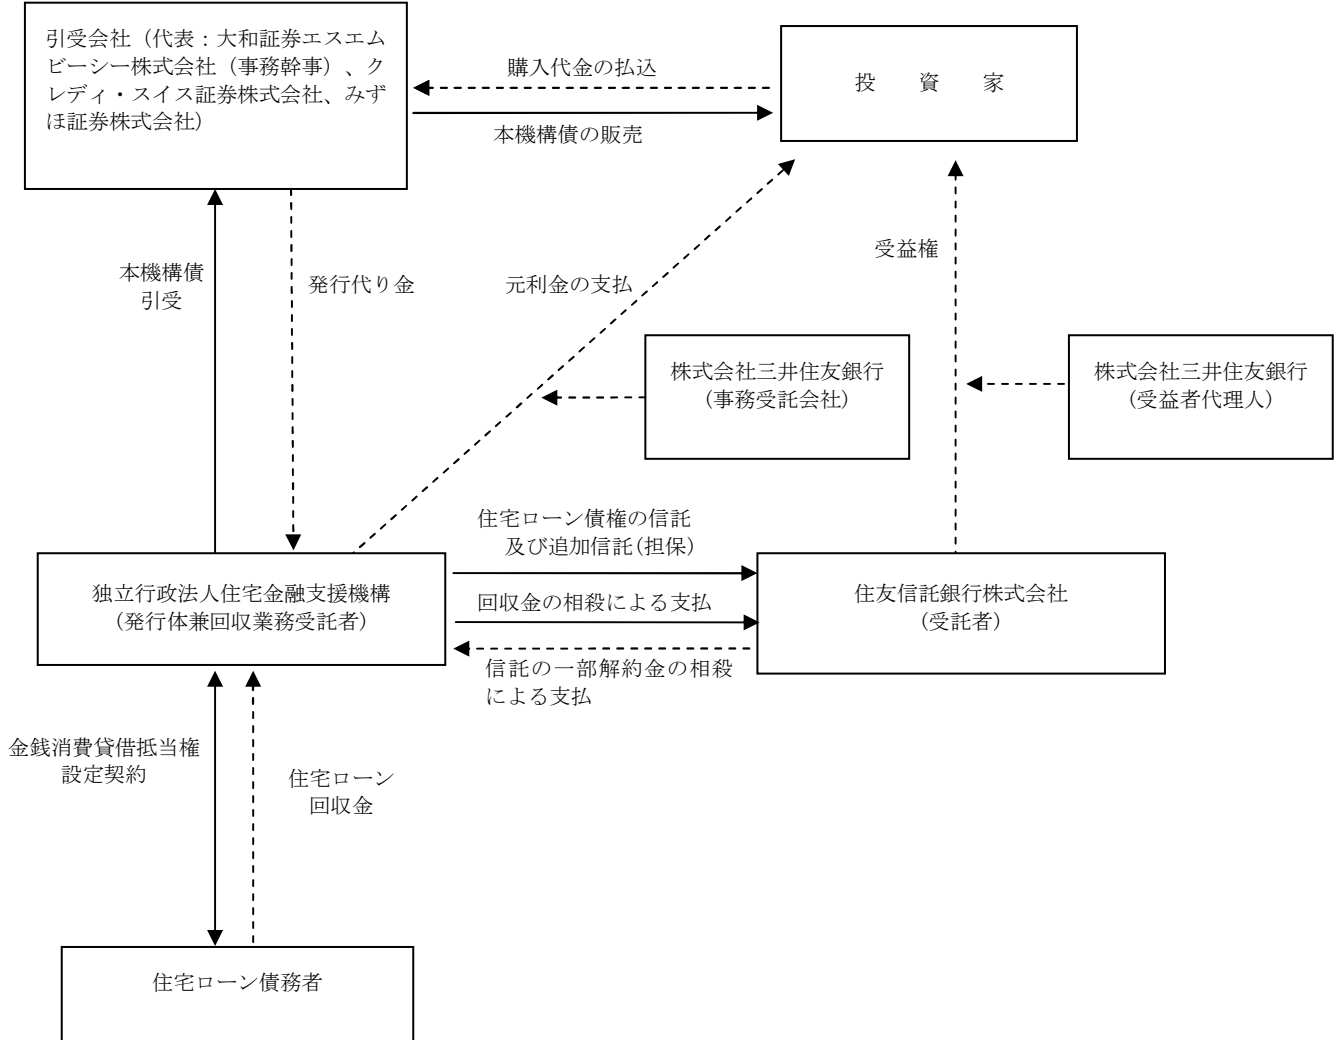 引受会社（代表：大和証券エスエム
ビーシー株式会社（事務幹事）、ク
レディ・スイス証券株式会社、みず
ほ証券株式会社）
購入代金の払込
本機構債の販売
投　資　家
本機構債
引受
発行代り金
元利金の支払
受益権
株式会社三井住友銀行
（事務受託会社）
株式会社三井住友銀行
（受益者代理人）
住宅ローン債権の信託
及び追加信託（担保）
独立行政法人住宅金融支援機構
（発行体兼回収業務受託者）
回収金の相殺による支払
住友信託銀行株式会社
（受託者）
信託の一部解約金の相殺
による支払
金銭消費貸借抵当権
設定契約
住宅ローン
回収金
住宅ローン債務者